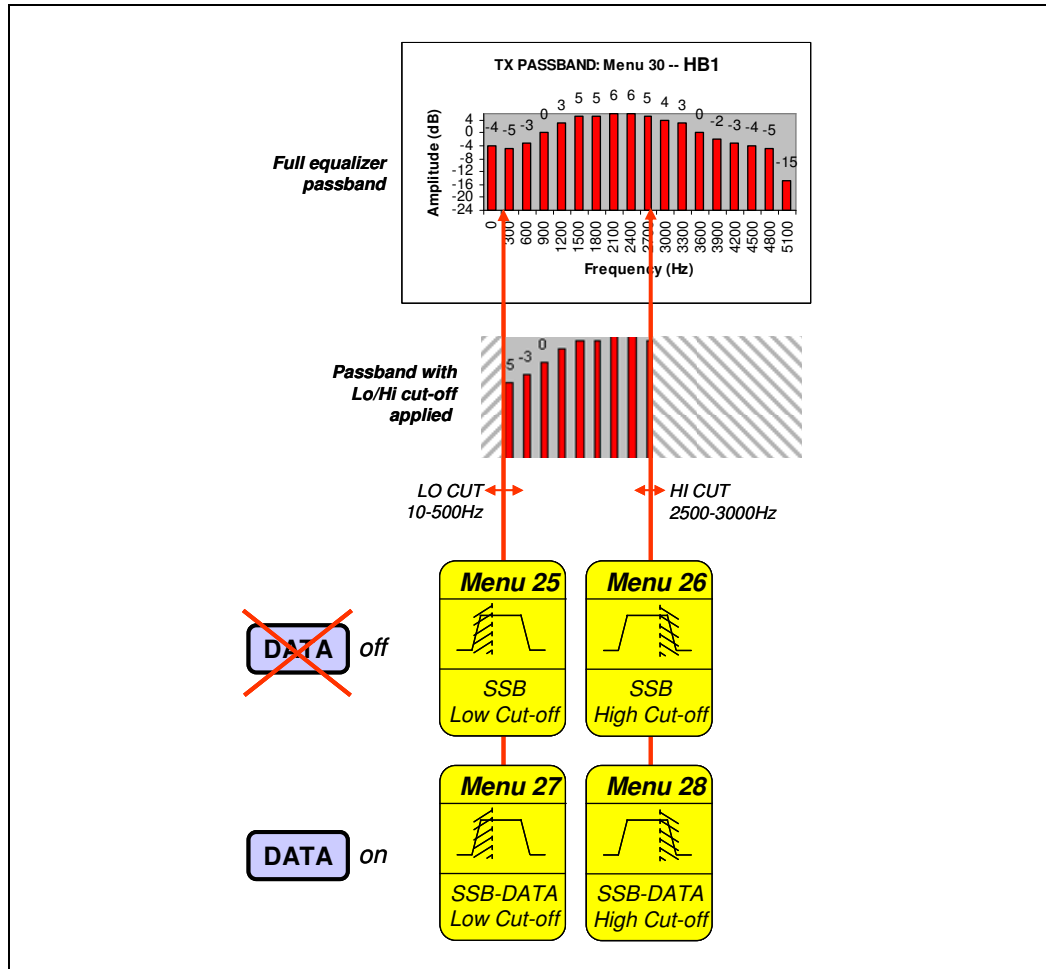 TX PASSBAND: Menu 30 -- HB1
Full equalizer
passband
Amplitude (dB)
4
0
-4
-8
-12
-16
-20
-24
-4 -5 -3 0 3 5 5 6 6 5 4 3 0 -2 -3 -4 -5 -15
0 300 600 900 1200 1500 1800 2100 2400 2700 3000 3300 3600 3900 4200 4500 4800 5100
Frequency (Hz)
Passband with
Lo/Hi cut-off
applied
5 -3 0
LO CUT
10-500Hz
HI CUT
2500-3000Hz
DATA off
Menu 25
SSB
Low Cut-off
Menu 26
SSB
High Cut-off
DATA on
Menu 27
SSB-DATA
Low Cut-off
Menu 28
SSB-DATA
High Cut-off